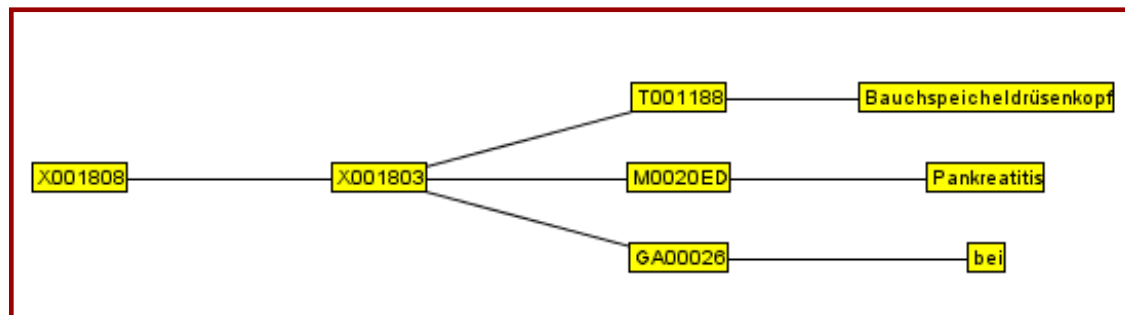 T001188 Bauchspeicheldrüsenkopf
X001808 X001803 M0020ED Pankreatitis
GA00026 bei